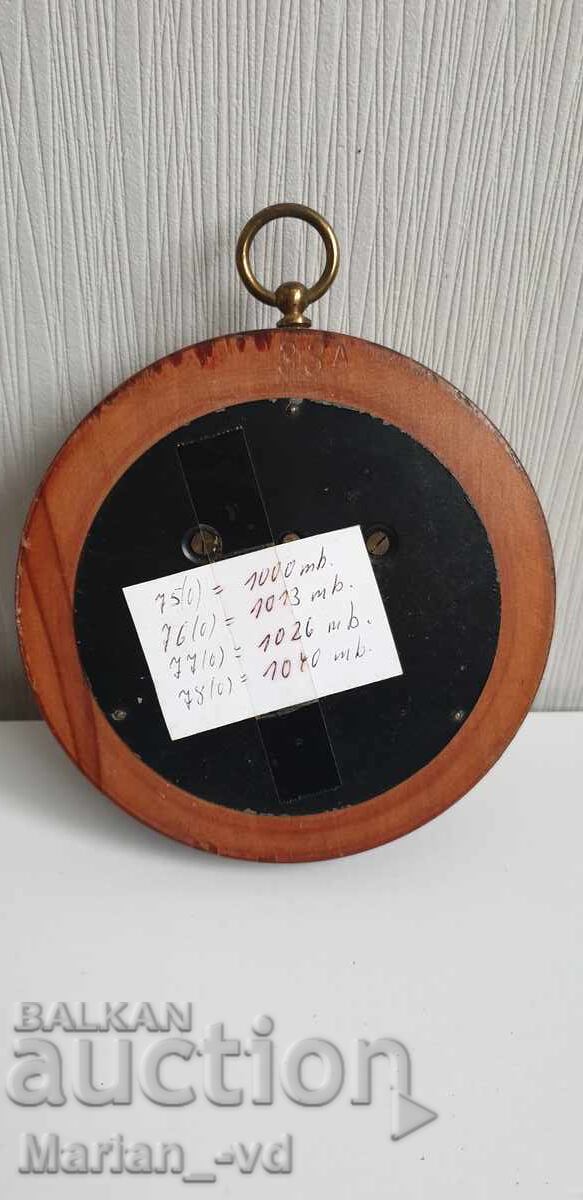 88A
75(0) = 1000 mb.
76(0) = 1013 mb.
77(0) = 1026 mb.
78(0) = 1040 mb.
BALKAN
auction
Marian_-vd